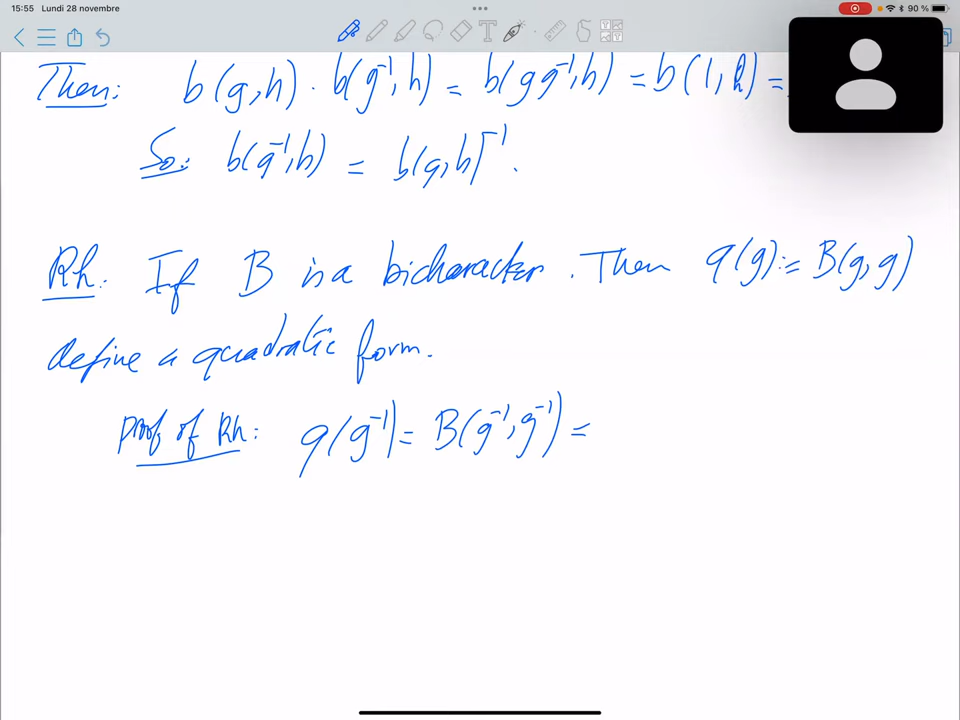 15:55 Lundi 28 novembre
90 %
Then: b(g,h) · b(g⁻¹,h) = b(gg⁻¹,h) = b(1,h) =
So: b(g⁻¹,h) = b(g,h)⁻¹.
Rk: If B is a bicharacter. Then q(g) := B(g,g)
define a quadratic form.
Proof of Rk: q(g⁻¹) = B(g⁻¹,g⁻¹) =